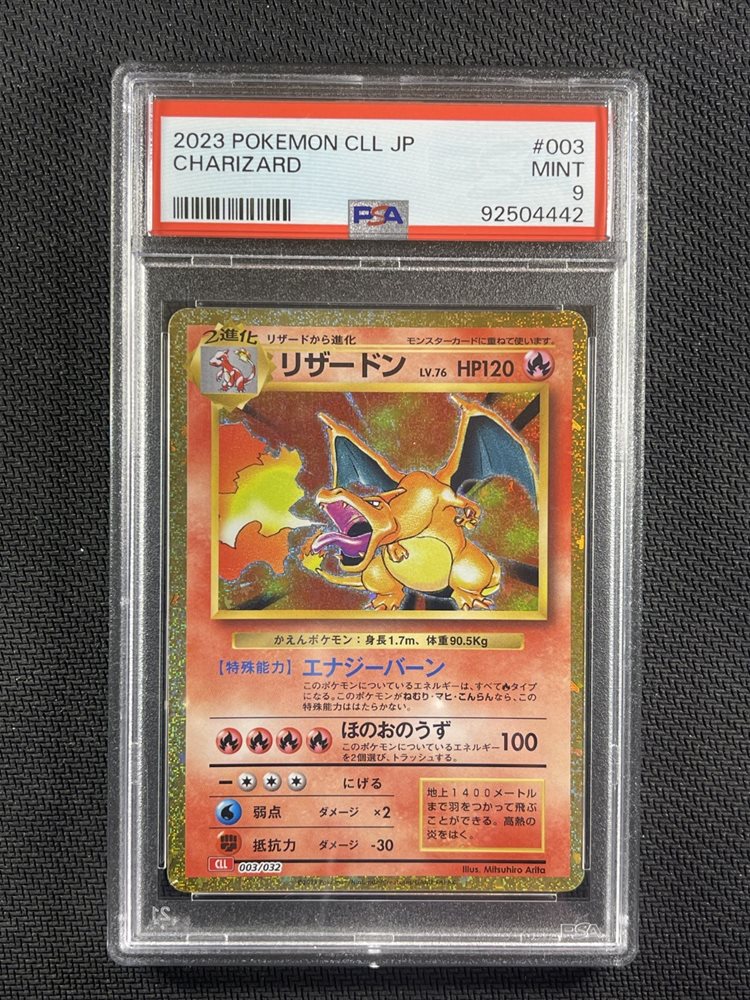 2023 POKEMON CLL JP #003
CHARIZARD MINT
9
PSA 92504442
2進化 リザードから進化 モンスターカードに重ねて使います。
リザードン LV.76 HP120
かえんポケモン:身長1.7m、体重90.5Kg
【特殊能力】エナジーバーン
このポケモンについているエネルギーは、すべて🔥タイプ
になる。このポケモンがねむり・マヒ・こんらんなら、この
特殊能力ははたらかない。
ほのおのうず 100
このポケモンについているエネルギー
を2個選び、トラッシュする。
にげる
弱点 ダメージ ×2
抵抗力 ダメージ -30
地上1400メートル
まで羽をつかって飛ぶ
ことができる。高熱の
炎をはく。
CLL 003/032
Illus. Mitsuhiro Arita
PSA